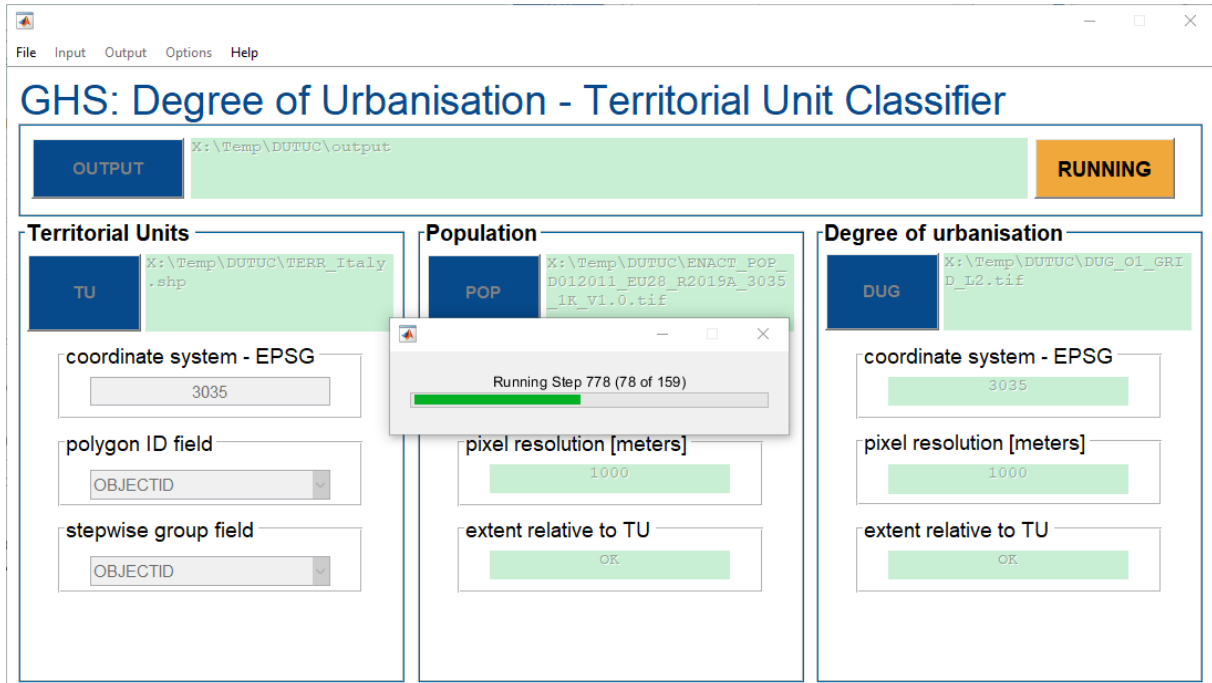 File Input Output Options Help
GHS: Degree of Urbanisation - Territorial Unit Classifier
OUTPUT
X:\Temp\DUTUC\output
RUNNING
Territorial Units
TU
X:\Temp\DUTUC\TERR_Italy
.shp
coordinate system - EPSG
3035
polygon ID field
OBJECTID
stepwise group field
OBJECTID
Population
POP
X:\Temp\DUTUC\ENACT_POP_
D012011_EU28_R2019A_3035
_1K_V1.0.tif
Running Step 778 (78 of 159)
pixel resolution [meters]
1000
extent relative to TU
OK
Degree of urbanisation
DUG
X:\Temp\DUTUC\DUG_O1_GRI
D_L2.tif
coordinate system - EPSG
3035
pixel resolution [meters]
1000
extent relative to TU
OK